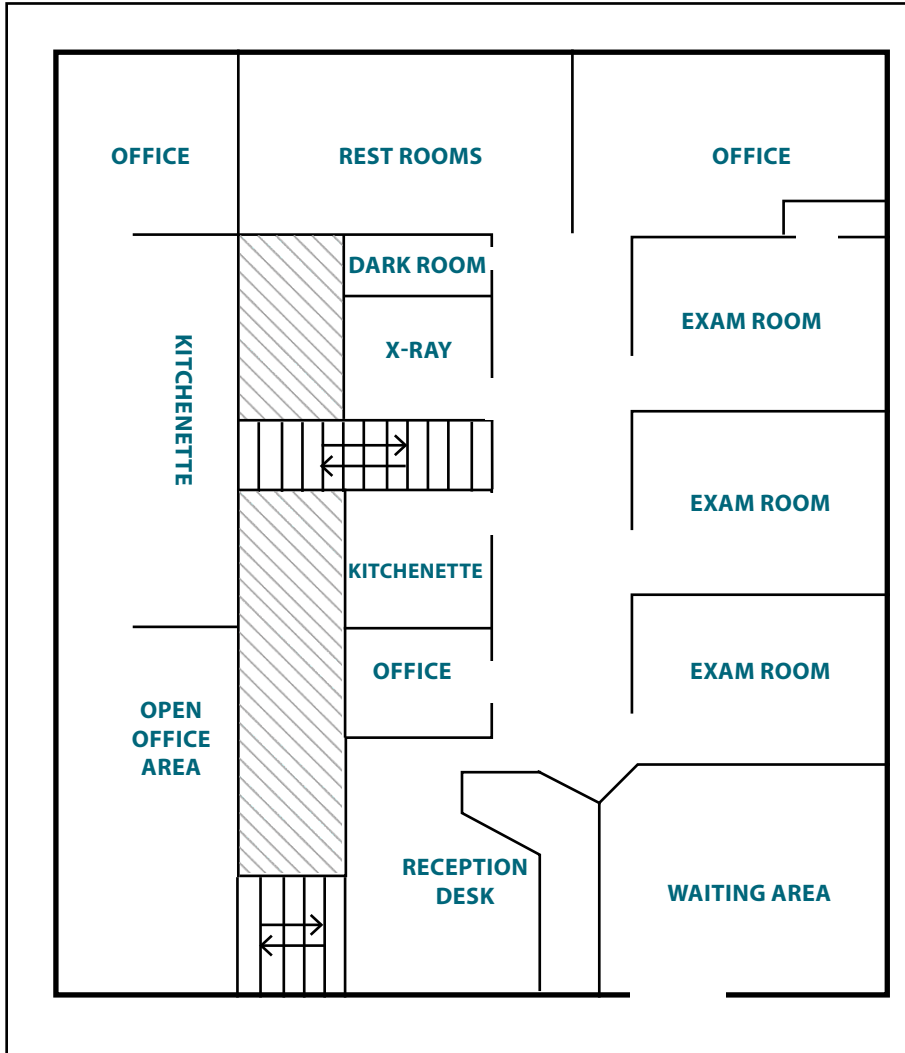 OFFICE
REST ROOMS
OFFICE
DARK ROOM
X-RAY
EXAM ROOM
KITCHENETTE
EXAM ROOM
KITCHENETTE
OFFICE
EXAM ROOM
OPEN
OFFICE
AREA
RECEPTION
DESK
WAITING AREA